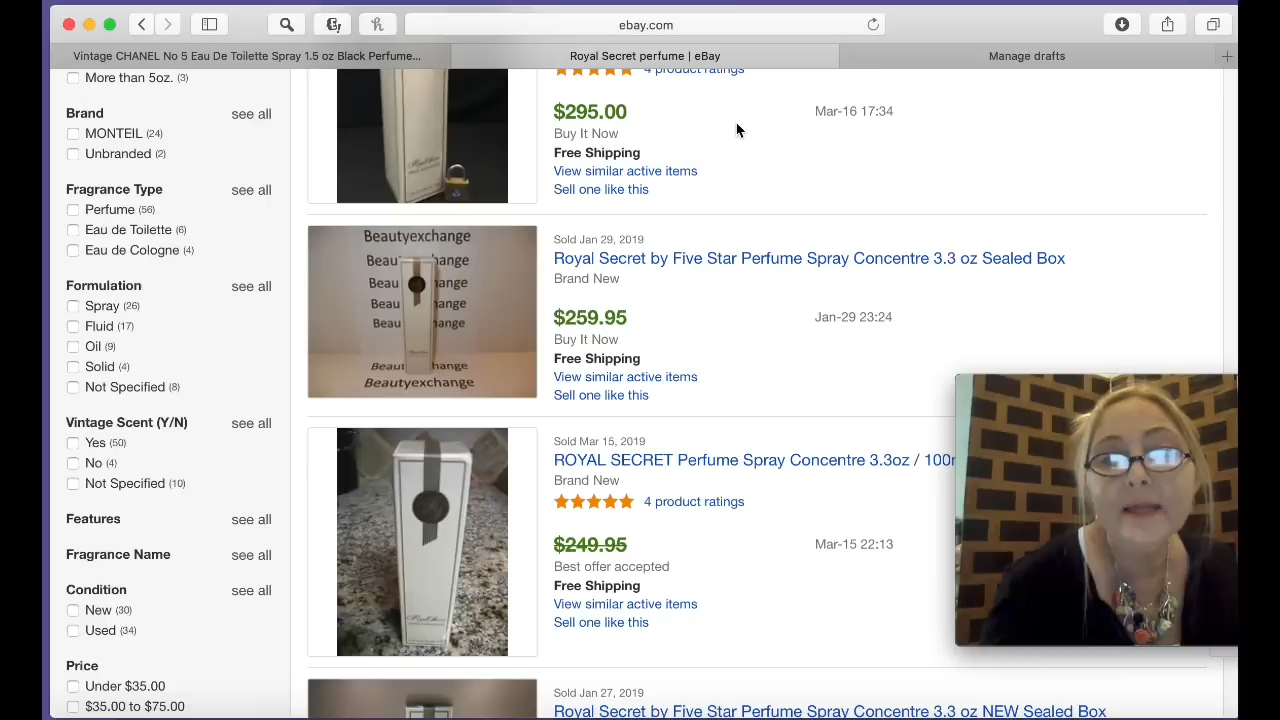 ebay.com
Vintage CHANEL No 5 Eau De Toilette Spray 1.5 oz Black Perfume...
Royal Secret perfume | eBay
Manage drafts
More than 5oz. (3)
Brand
see all
MONTEIL (24)
Unbranded (2)
Fragrance Type
see all
Perfume (56)
Eau de Toilette (6)
Eau de Cologne (4)
Formulation
see all
Spray (26)
Fluid (17)
Oil (9)
Solid (4)
Not Specified (8)
Vintage Scent (Y/N)
see all
Yes (50)
No (4)
Not Specified (10)
Features
see all
Fragrance Name
see all
Condition
see all
New (30)
Used (34)
Price
Under $35.00
$35.00 to $75.00
4 product ratings
$295.00
Mar-16 17:34
Buy It Now
Free Shipping
View similar active items
Sell one like this
Beautyexchange
Beauty xchange
Beau ange
Beau ange
Beau ange
Beauty hange
Beautyexchange
Sold Jan 29, 2019
Royal Secret by Five Star Perfume Spray Concentre 3.3 oz Sealed Box
Brand New
$259.95
Jan-29 23:24
Buy It Now
Free Shipping
View similar active items
Sell one like this
Sold Mar 15, 2019
ROYAL SECRET Perfume Spray Concentre 3.3oz / 100
Brand New
4 product ratings
$249.95
Mar-15 22:13
Best offer accepted
Free Shipping
View similar active items
Sell one like this
Sold Jan 27, 2019
Royal Secret by Five Star Perfume Spray Concentre 3.3 oz NEW Sealed Box